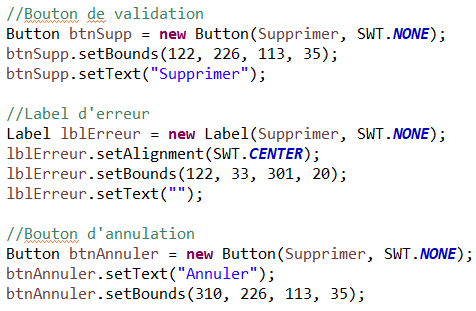 //Bouton de validation
Button btnSupp = new Button(Supprimer, SWT.NONE);
btnSupp.setBounds(122, 226, 113, 35);
btnSupp.setText("Supprimer");
//Label d'erreur
Label lblErreur = new Label(Supprimer, SWT.NONE);
lblErreur.setAlignment(SWT.CENTER);
lblErreur.setBounds(122, 33, 301, 20);
lblErreur.setText("");
//Bouton d'annulation
Button btnAnnuler = new Button(Supprimer, SWT.NONE);
btnAnnuler.setText("Annuler");
btnAnnuler.setBounds(310, 226, 113, 35);